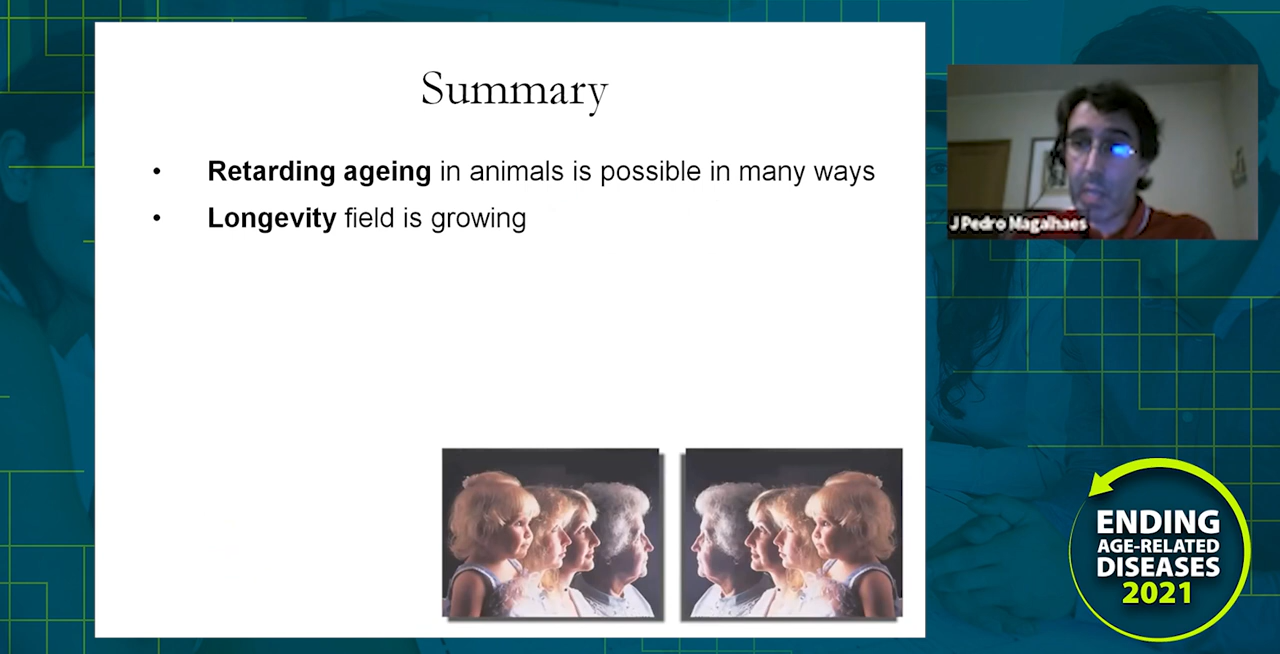 Summary
• Retarding ageing in animals is possible in many ways
• Longevity field is growing
J Pedro Magalhaes
ENDING
AGE-RELATED
DISEASES
2021